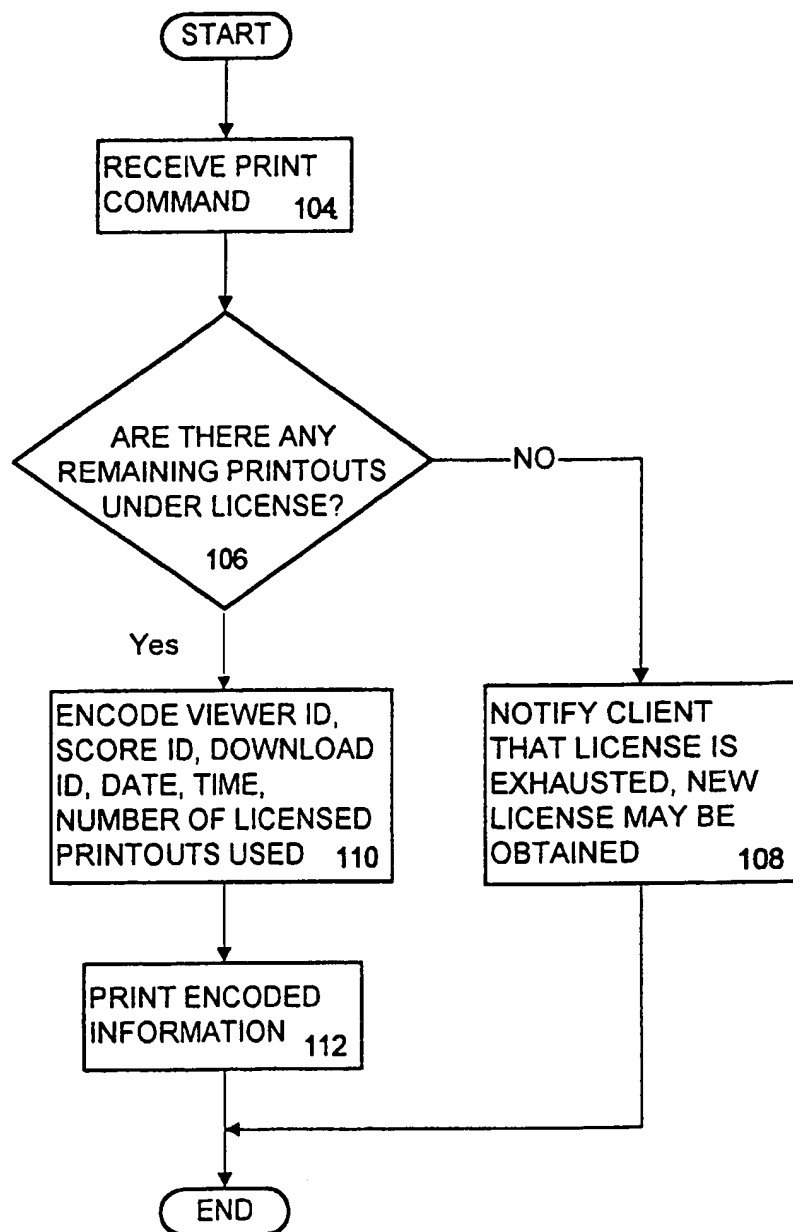 START
RECEIVE PRINT
COMMAND 104
ARE THERE ANY
REMAINING PRINTOUTS
UNDER LICENSE?
106
NO
Yes
ENCODE VIEWER ID,
SCORE ID, DOWNLOAD
ID, DATE, TIME,
NUMBER OF LICENSED
PRINTOUTS USED 110
NOTIFY CLIENT
THAT LICENSE IS
EXHAUSTED, NEW
LICENSE MAY BE
OBTAINED 108
PRINT ENCODED
INFORMATION 112
END